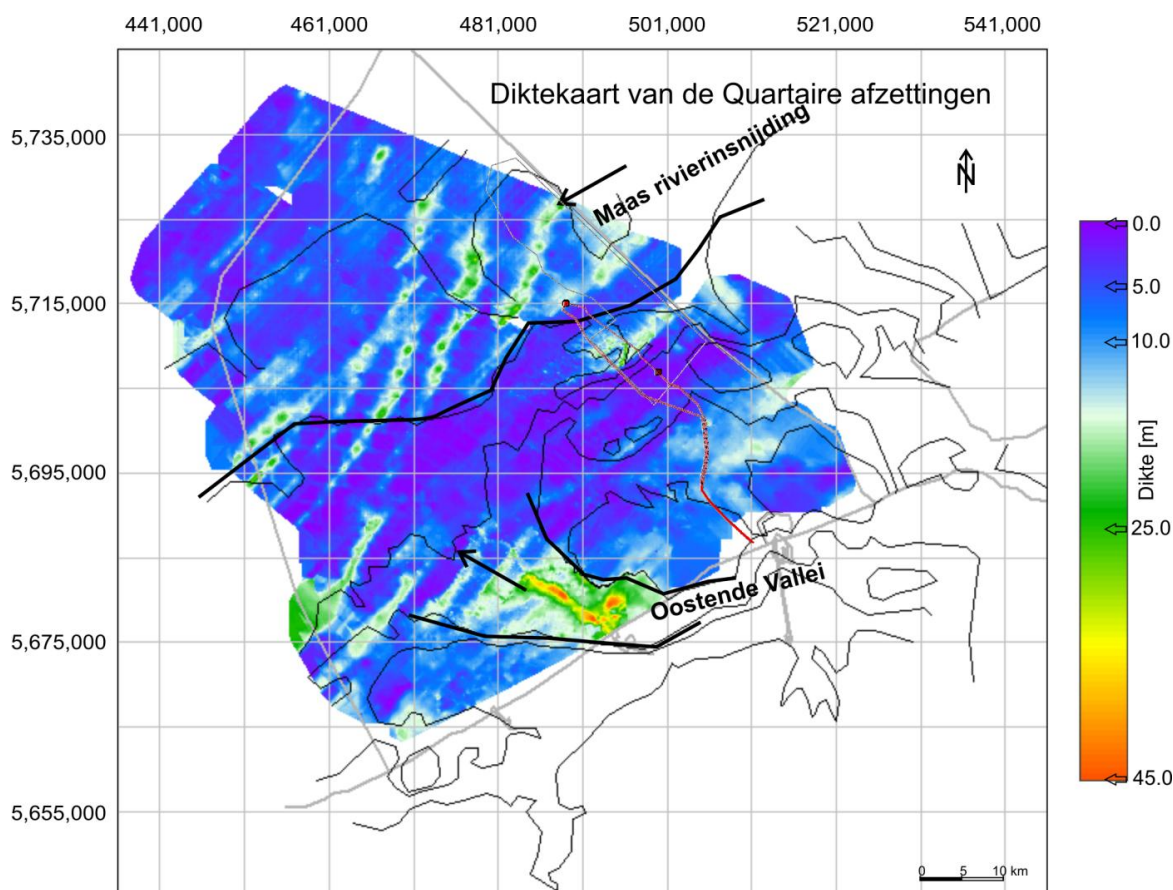 441,000 461,000 481,000 501,000 521,000 541,000
Diktekaart van de Quartaire afzettingen
5,735,000
Maas rivierinsnijding
N
0.0
5,715,000
5.0
10.0
Dikte [m]
5,695,000
25.0
Oostende Vallei
5,675,000
45.0
5,655,000
0 5 10 km